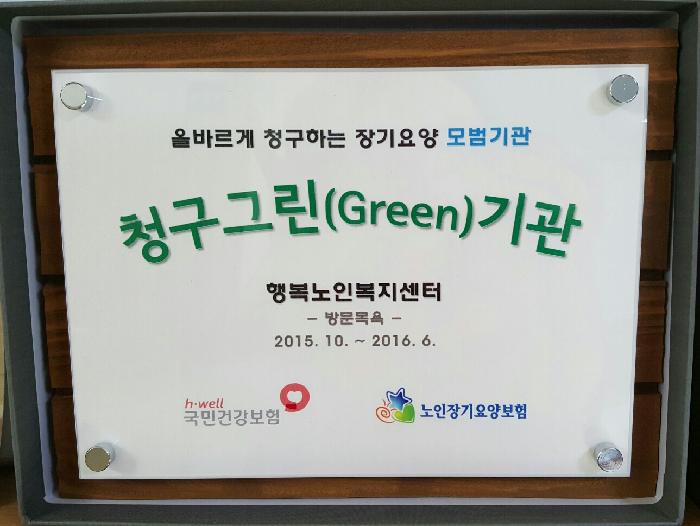 올바르게 청구하는 장기요양 모범기관
청구그린(Green)기관
행복노인복지센터
- 방문목욕 -
2015. 10. ~ 2016. 6.
h·well
국민건강보험
노인장기요양보험